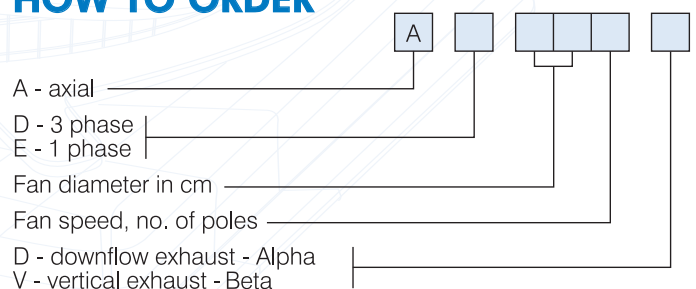 HOW TO ORDER
A
A - axial
D - 3 phase
E - 1 phase
Fan diameter in cm
Fan speed, no. of poles
D - downflow exhaust - Alpha
V - vertical exhaust - Beta